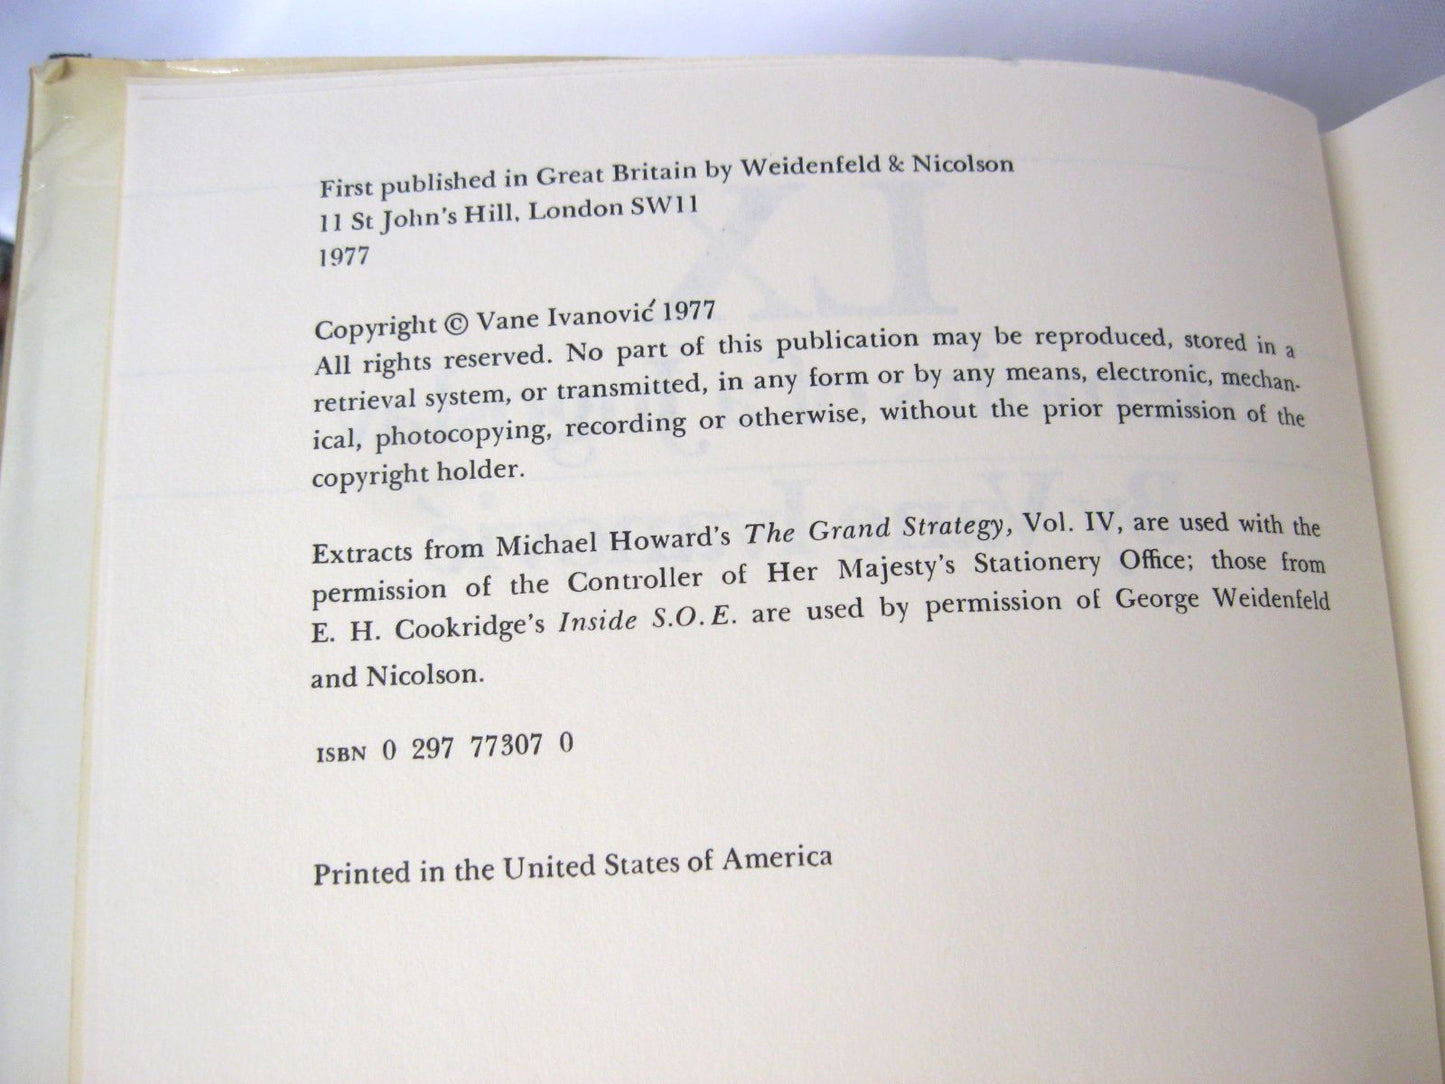 First published in Great Britain by Weidenfeld & Nicolson
11 St John's Hill, London SW11
1977
Copyright © Vane Ivanović 1977
All rights reserved. No part of this publication may be reproduced, stored in a
retrieval system, or transmitted, in any form or by any means, electronic, mechan-
ical, photocopying, recording or otherwise, without the prior permission of the
copyright holder.
Extracts from Michael Howard's The Grand Strategy, Vol. IV, are used with the
permission of the Controller of Her Majesty's Stationery Office; those from
E. H. Cookridge's Inside S.O.E. are used by permission of George Weidenfeld
and Nicolson.
ISBN 0 297 77307 0
Printed in the United States of America